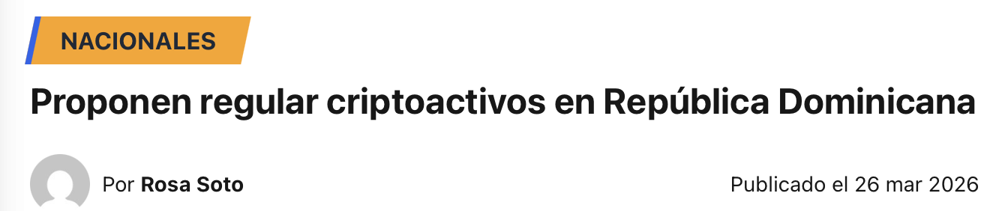 NACIONALES
Proponen regular criptoactivos en República Dominicana
Por Rosa Soto
Publicado el 26 mar 2026